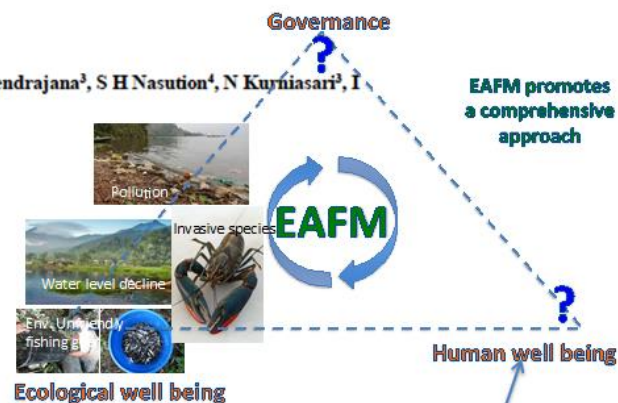 Governance
?
endrajana³, S H Nasution⁴, N Kurniasari³, I
EAFM promotes
a comprehensive
approach
Pollution
Invasive species
EAFM
Water level decline
Env. Unfriendly
fishing gear
?
Human well being
Ecological well being